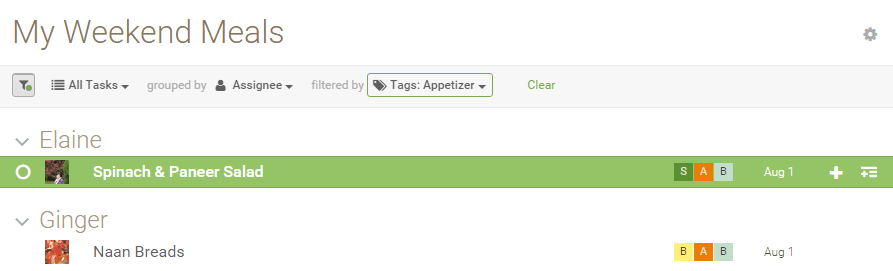 My Weekend Meals
All Tasks grouped by Assignee filtered by Tags: Appetizer Clear
Elaine
Spinach & Paneer Salad S A B Aug 1
Ginger
Naan Breads B A B Aug 1